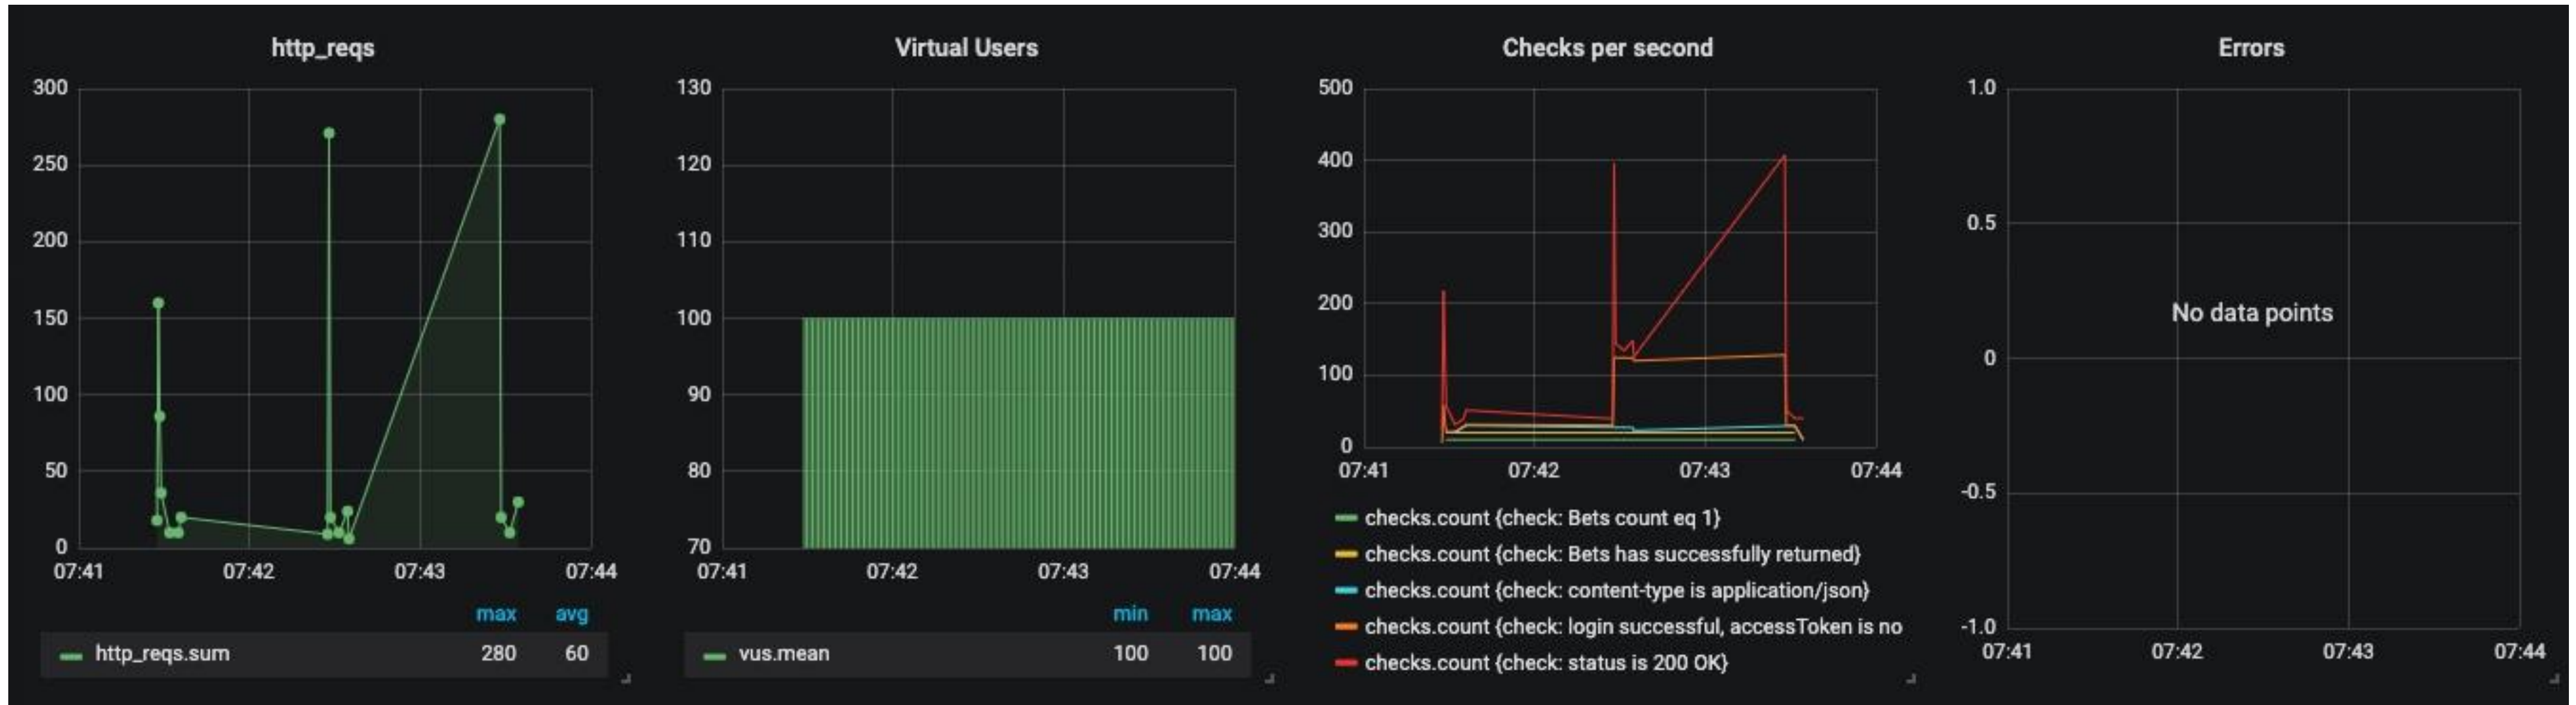 http_reqs
300
250
200
150
100
50
0
07:41 07:42 07:43 07:44
max avg
http_reqs.sum 280 60
Virtual Users
130
120
110
100
90
80
70
07:41 07:42 07:43 07:44
min max
vus.mean 100 100
Checks per second
500
400
300
200
100
0
07:41 07:42 07:43 07:44
checks.count {check: Bets count eq 1}
checks.count {check: Bets has successfully returned}
checks.count {check: content-type is application/json}
checks.count {check: login successful, accessToken is no
checks.count {check: status is 200 OK}
Errors
1.0
0.5
0
-0.5
-1.0
No data points
07:41 07:42 07:43 07:44